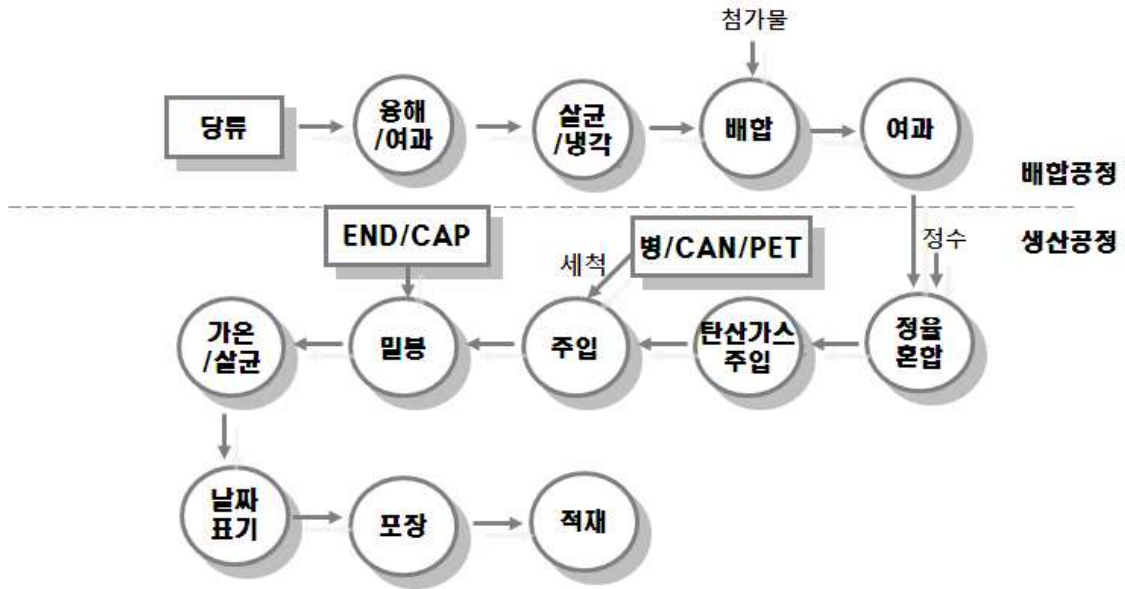 첨가물
당류
용해
/여과
살균
/냉각
배합
여과
배합공정
END/CAP
세척
병/CAN/PET
정수
생산공정
가온
/살균
밀봉
주입
탄산가스
주입
정율
혼합
날짜
표기
포장
적재